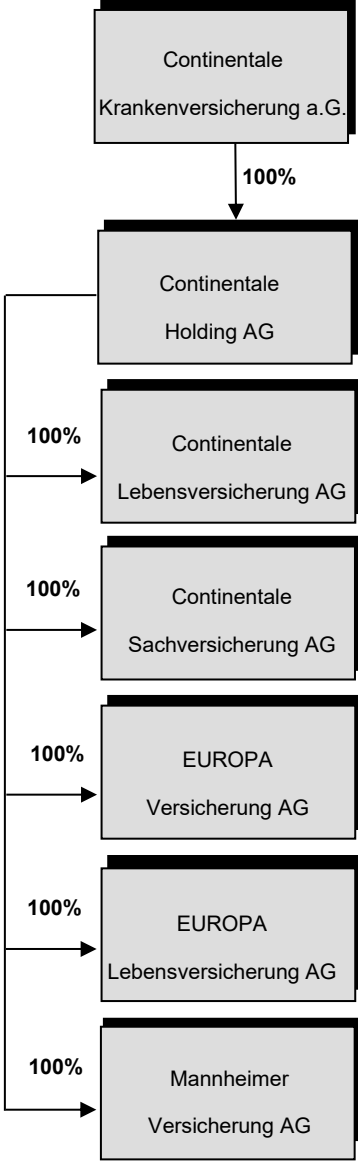 Continentale
Krankenversicherung a.G.
100%
Continentale
Holding AG
100%
Continentale
Lebensversicherung AG
100%
Continentale
Sachversicherung AG
100%
EUROPA
Versicherung AG
100%
EUROPA
Lebensversicherung AG
100%
Mannheimer
Versicherung AG